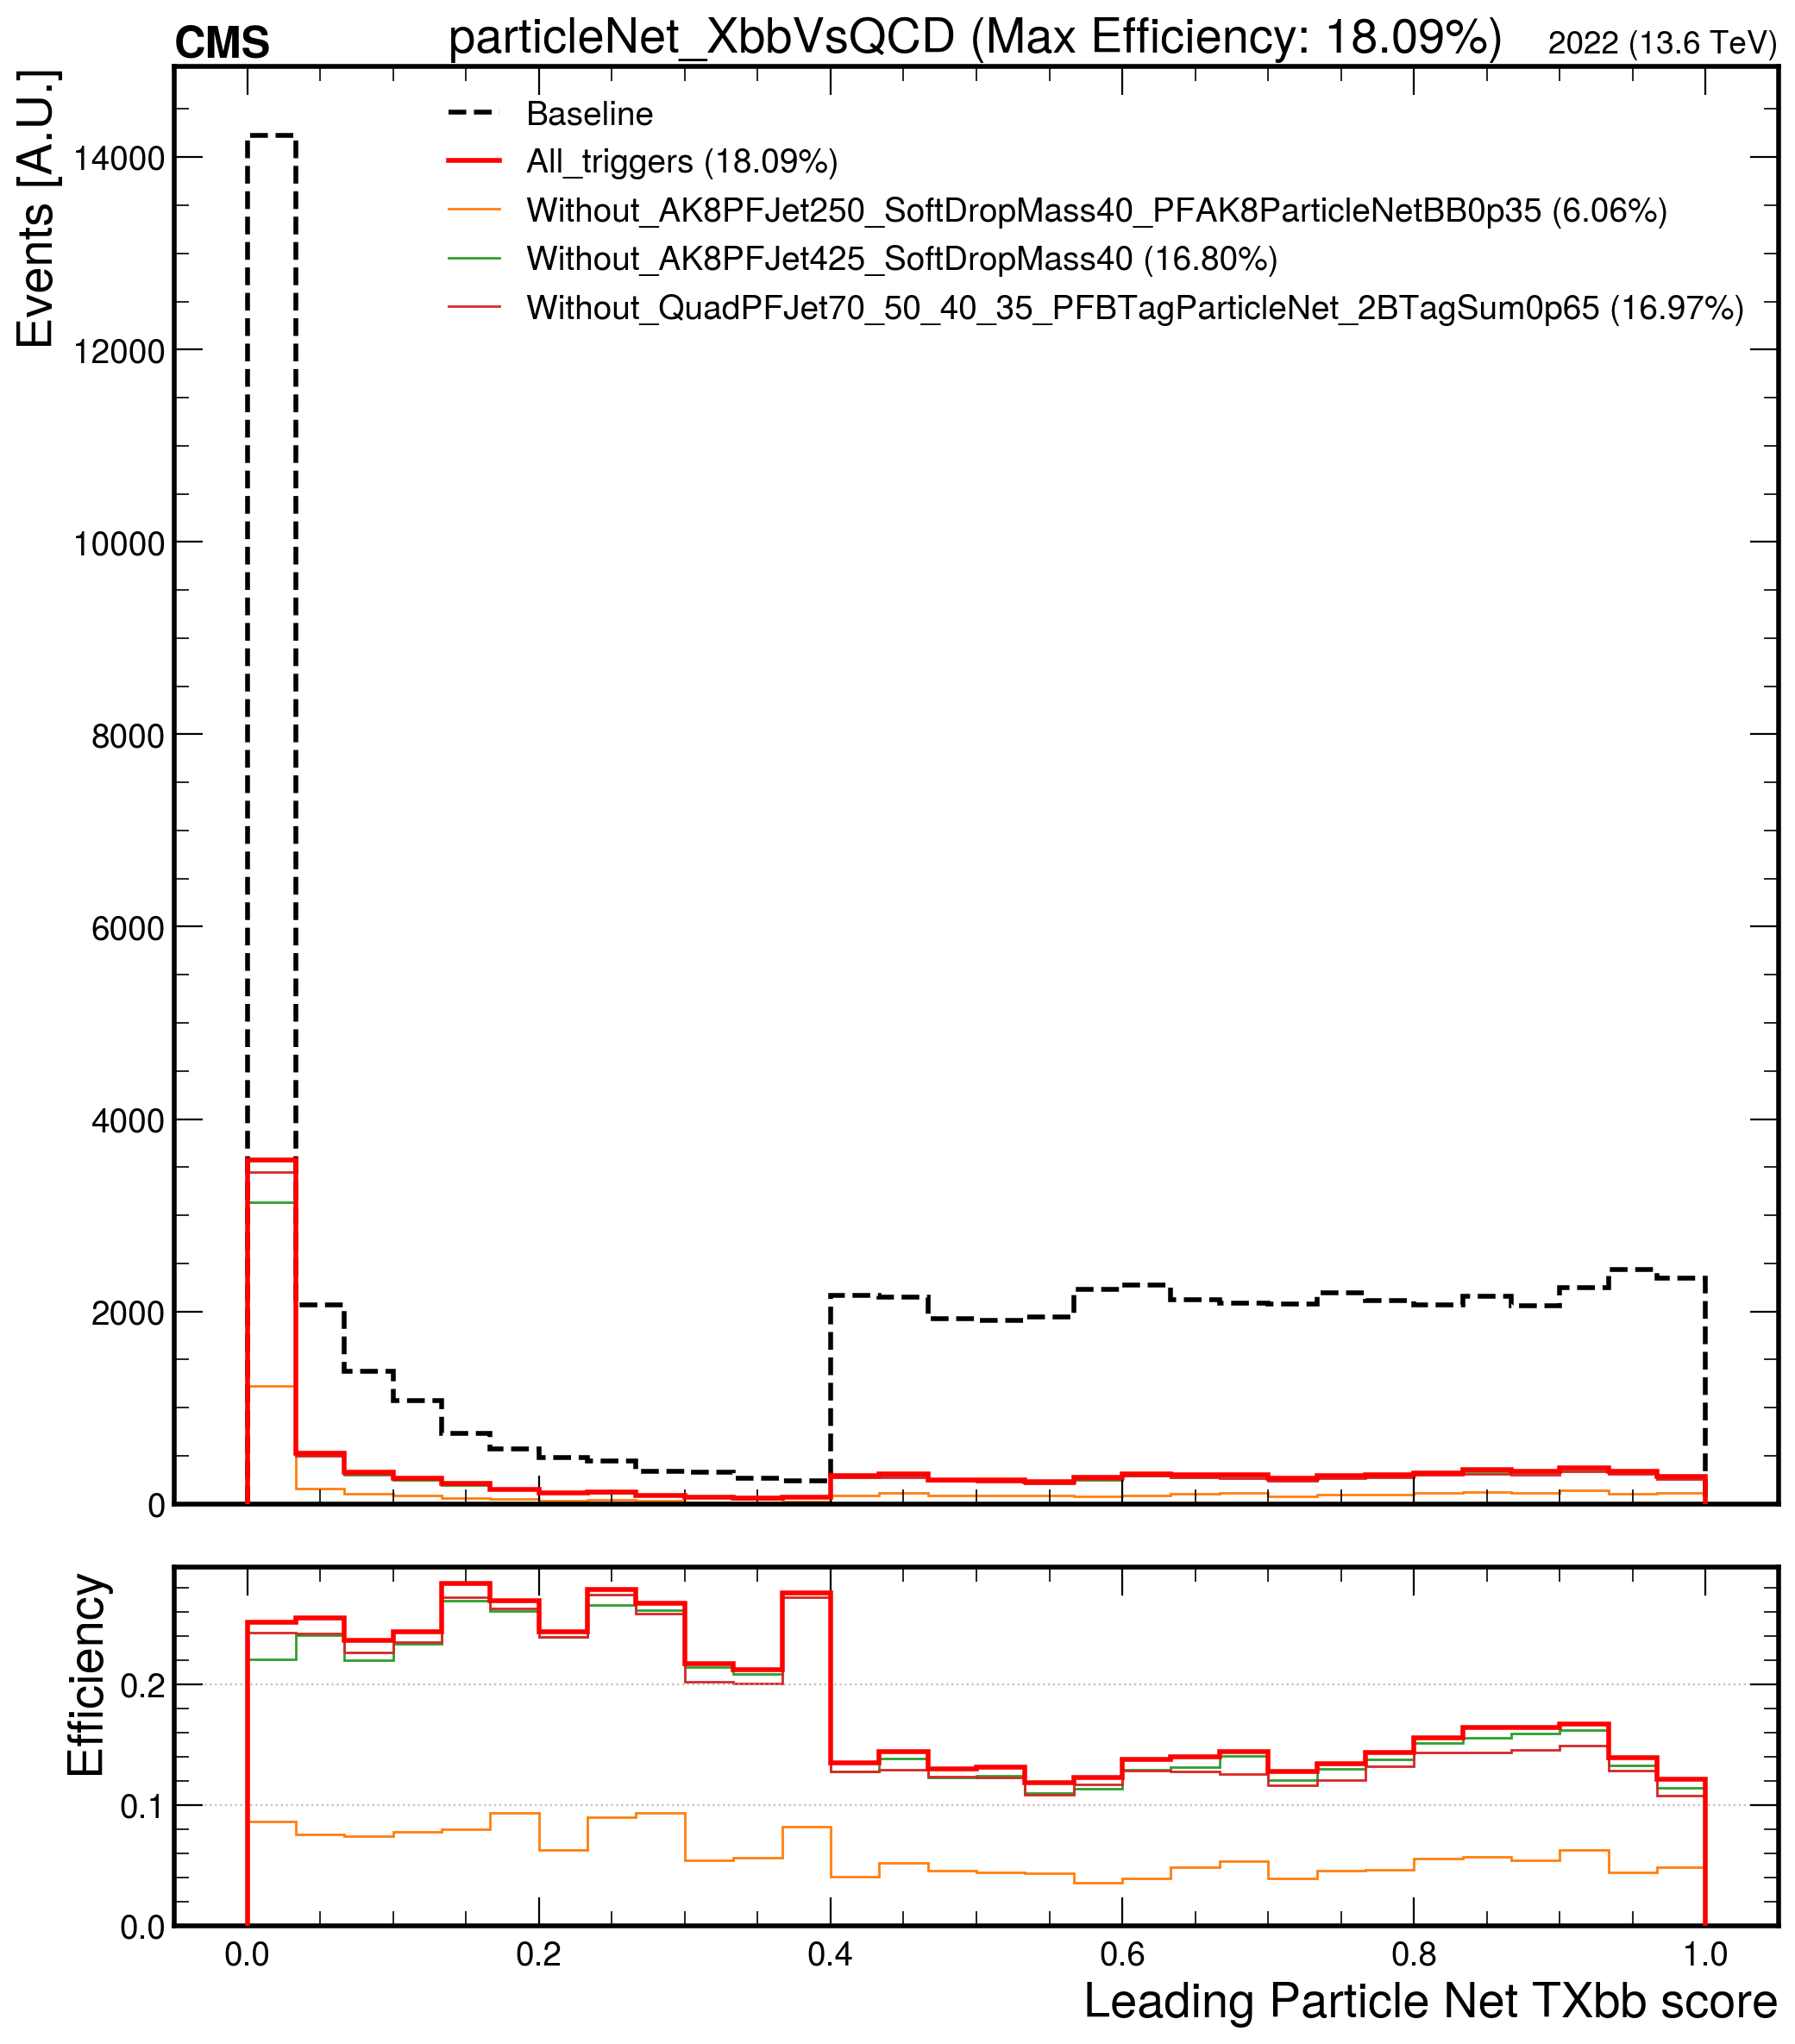 CMS particleNet_XbbVsQCD (Max Efficiency: 18.09%) 2022 (13.6 TeV)
Events [A.U.]
Baseline
All_triggers (18.09%)
Without_AK8PFJet250_SoftDropMass40_PFAK8ParticleNetBB0p35 (6.06%)
Without_AK8PFJet425_SoftDropMass40 (16.80%)
Without_QuadPFJet70_50_40_35_PFBTagParticleNet_2BTagSum0p65 (16.97%)
14000
12000
10000
8000
6000
4000
2000
0
Efficiency
0.2
0.1
0.0
0.0 0.2 0.4 0.6 0.8 1.0
Leading Particle Net TXbb score